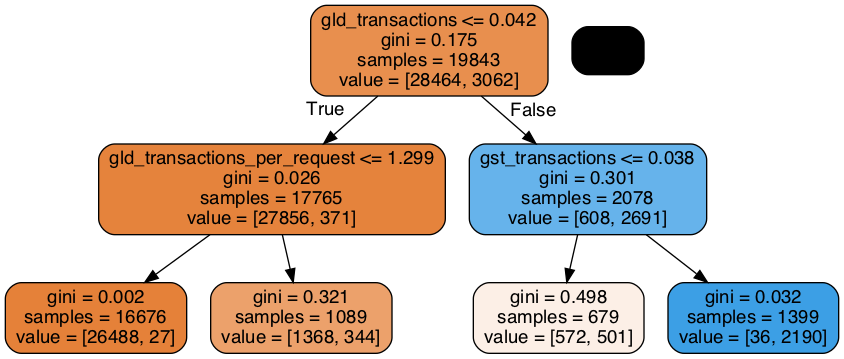 gld_transactions <= 0.042
gini = 0.175
samples = 19843
value = [28464, 3062]
True
False
gld_transactions_per_request <= 1.299
gini = 0.026
samples = 17765
value = [27856, 371]
gst_transactions <= 0.038
gini = 0.301
samples = 2078
value = [608, 2691]
gini = 0.002
samples = 16676
value = [26488, 27]
gini = 0.321
samples = 1089
value = [1368, 344]
gini = 0.498
samples = 679
value = [572, 501]
gini = 0.032
samples = 1399
value = [36, 2190]